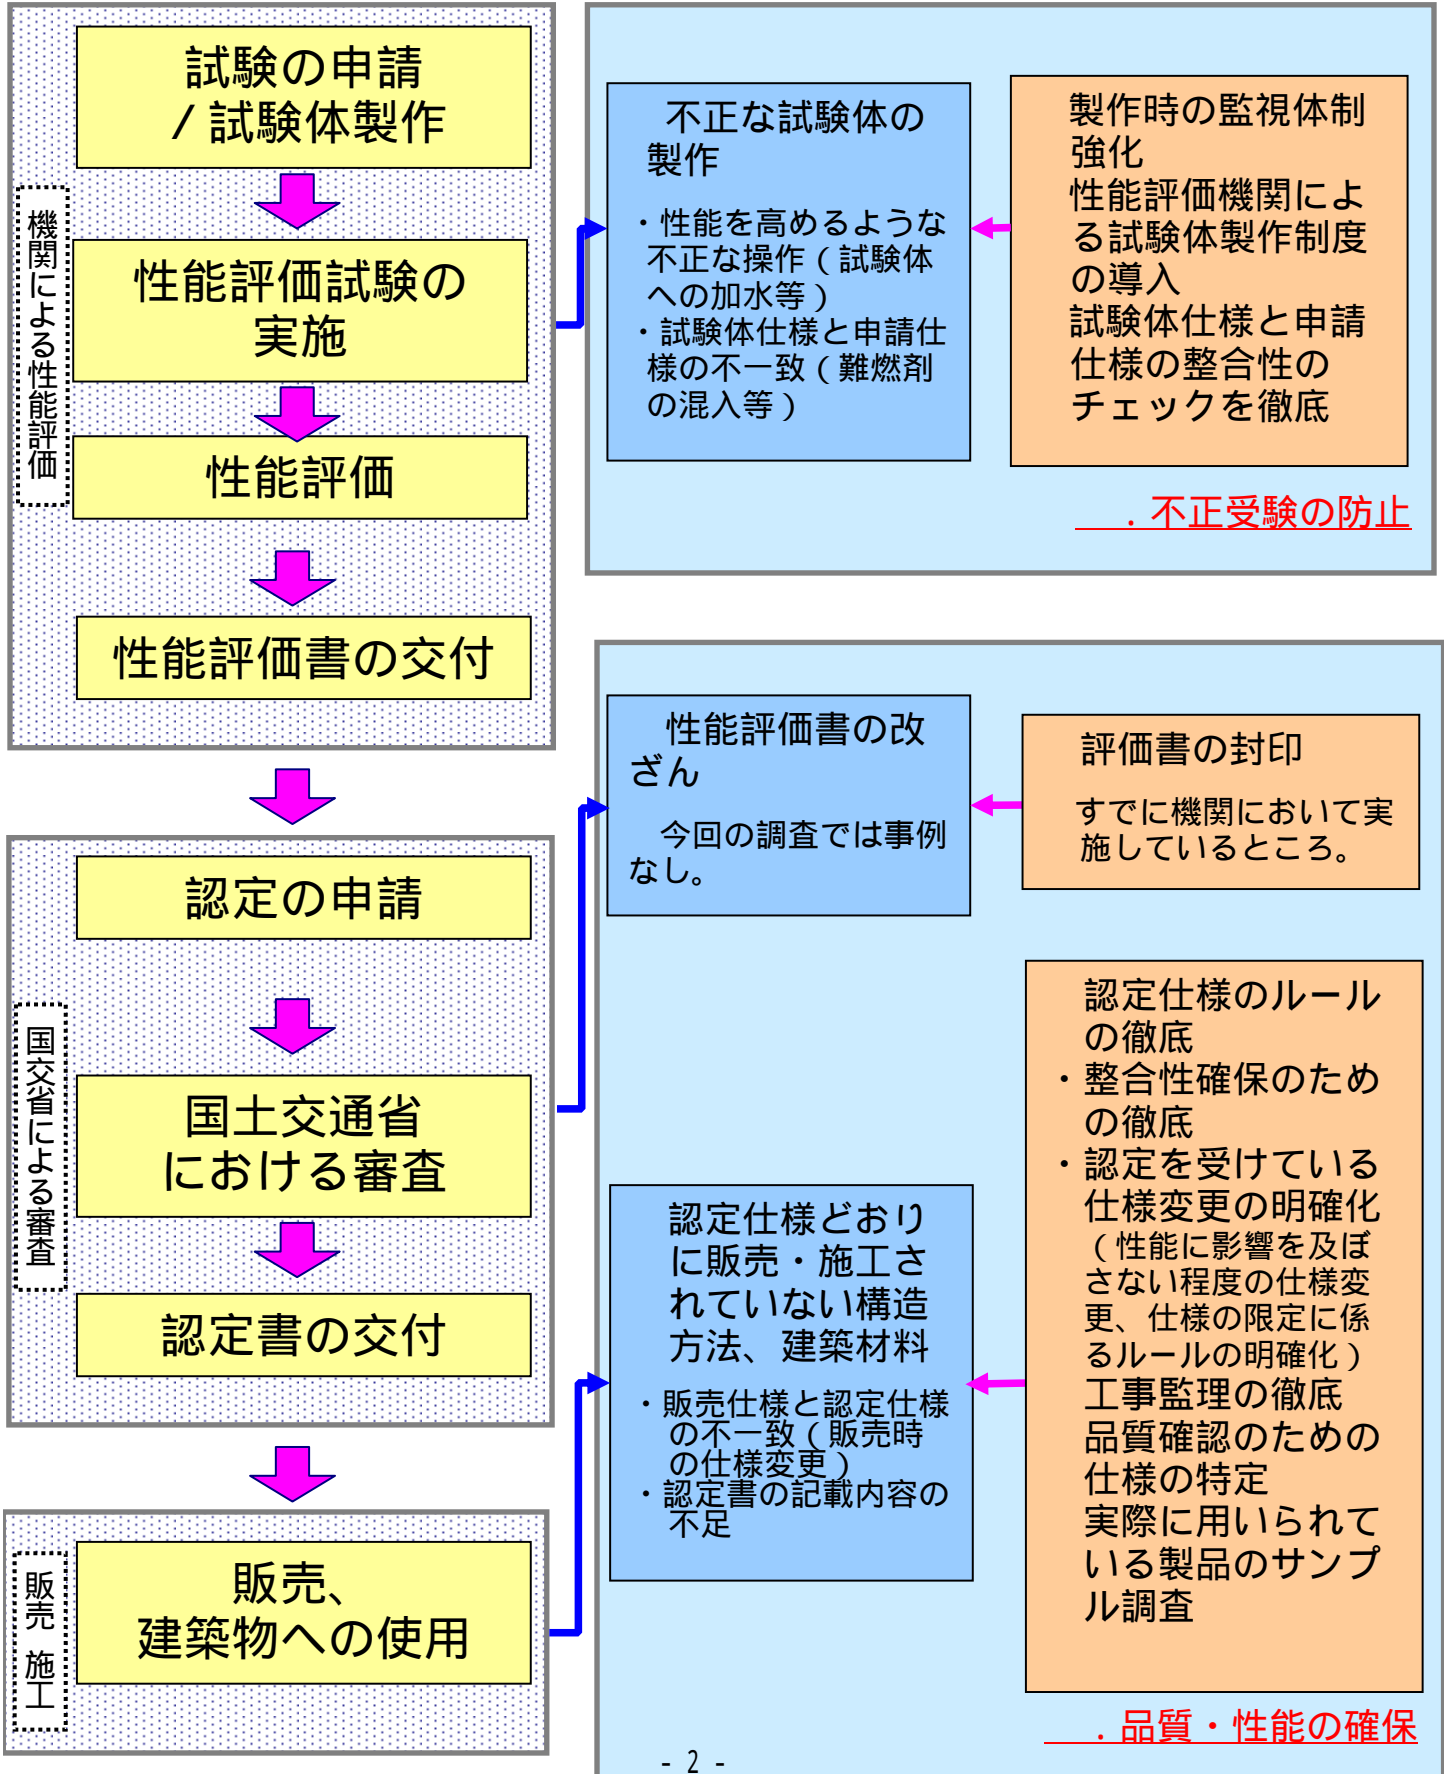 機関による性能評価
試験の申請
/試験体製作
性能評価試験の
実施
性能評価
性能評価書の交付
不正な試験体の
製作
・性能を高めるような
不正な操作(試験体
への加水等)
・試験体仕様と申請仕
様の不一致(難燃剤
の混入等)
製作時の監視体制
強化
性能評価機関によ
る試験体製作制度
の導入
試験体仕様と申請
仕様の整合性の
チェックを徹底
.不正受験の防止
国交省による審査
認定の申請
国土交通省
における審査
認定書の交付
性能評価書の改
ざん
今回の調査では事例
なし。
評価書の封印
すでに機関において実
施しているところ。
販売 施工
販売、
建築物への使用
認定仕様どおり
に販売・施工さ
れていない構造
方法、建築材料
・販売仕様と認定仕様
の不一致(販売時
の仕様変更)
・認定書の記載内容の
不足
認定仕様のルール
の徹底
・整合性確保のため
の徹底
・認定を受けている
仕様変更の明確化
(性能に影響を及ぼ
さない程度の仕様変
更、仕様の限定に係
るルールの明確化)
工事監理の徹底
品質確認のための
仕様の特定
実際に用いられて
いる製品のサンプ
ル調査
.品質・性能の確保
- 2 -